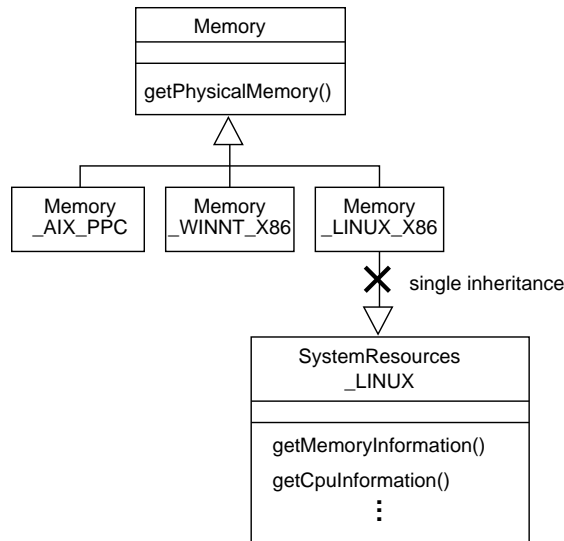 Memory
getPhysicalMemory()
Memory
_AIX_PPC
Memory
_WINNT_X86
Memory
_LINUX_X86
single inheritance
SystemResources
_LINUX
getMemoryInformation()
getCpuInformation()